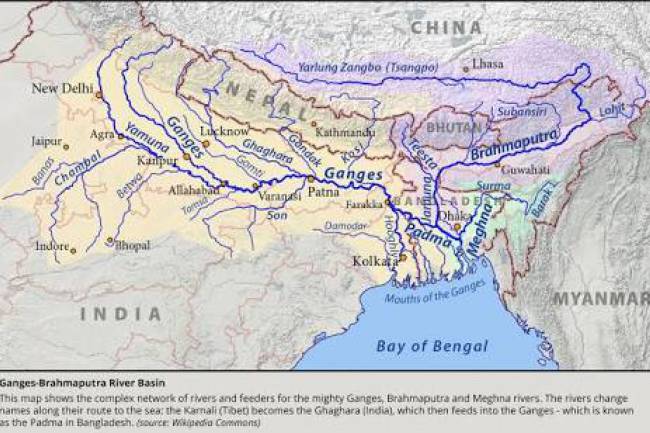 CHINA
Yarlung Zangbo (Tsangpo)
Lhasa
New Delhi
NEPAL
Subansiri
Lohit
Agra
Yamuna
Ganges
Lucknow
Kathmandu
BHUTAN
Brahmaputra
Jaipur
Ghaghara
Gandak
Kosi
Teesta
Banas
Chambal
Kanpur
Gomti
Ganges
Guwahati
Betwa
Allahabad
Varanasi
Patna
Jamuna
Surma
Tomsa
Son
Farakka
BANGLADESH
Barak
Dhaka
Meghna
Indore
Bhopal
Damodar
Hooghly
Padma
Kolkata
INDIA
Mouths of the Ganges
MYANMAR
Bay of Bengal
Ganges-Brahmaputra River Basin
This map shows the complex network of rivers and feeders for the mighty Ganges, Brahmaputra and Meghna rivers. The rivers change
names along their route to the sea: the Karnali (Tibet) becomes the Ghaghara (India), which then feeds into the Ganges - which is known
as the Padma in Bangladesh. (source: Wikipedia Commons)